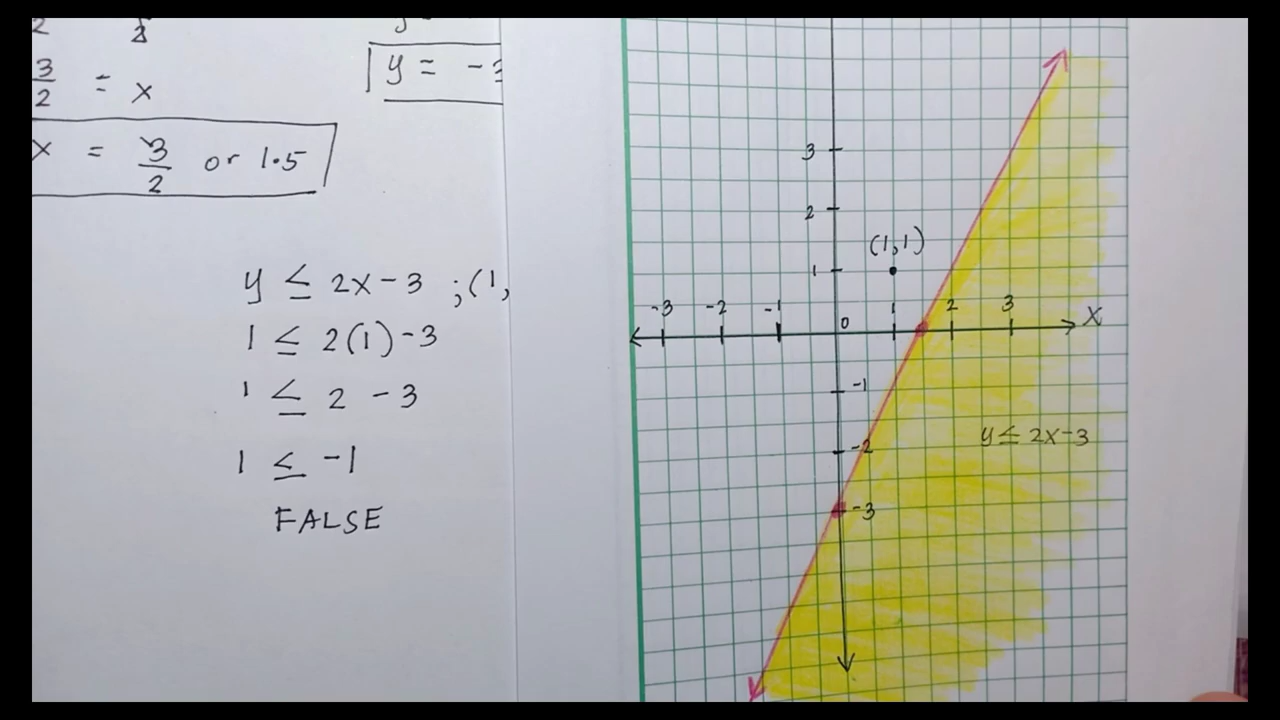 3/2 = x
y = -3
x = 3/2 or 1.5
y ≤ 2x - 3 ; (1,
1 ≤ 2(1) - 3
1 ≤ 2 - 3
1 ≤ -1
FALSE
3
2
(1,1)
1
-3 -2 -1 0 1 2 3 X
-1
y ≤ 2x-3
-2
-3